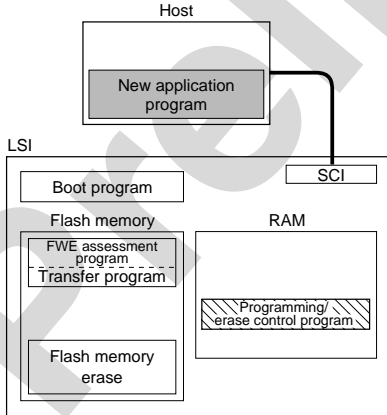 Host
New application
program
LSI
SCI
Boot program
Flash memory
RAM
FWE assessment
program
Transfer program
Programming/
erase control program
Flash memory
erase